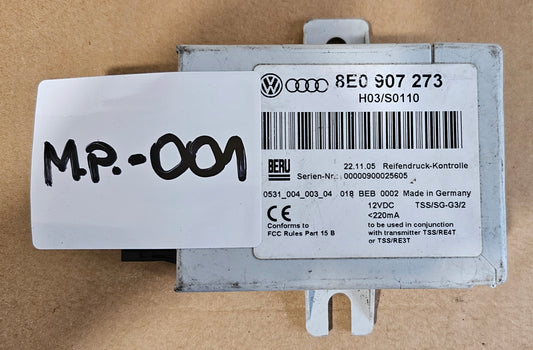 M.P.-001
8E0 907 273
H03/S0110
BERU
22.11.05 Reifendruck-Kontrolle
Serien-Nr.: 00000900025605
0531_004_003_04 018 BEB 0002 Made in Germany
CE
12VDC TSS/SG-G3/2
<220mA
Conforms to
FCC Rules Part 15 B
to be used in conjunction
with transmitter TSS/RE4T
or TSS/RE3T